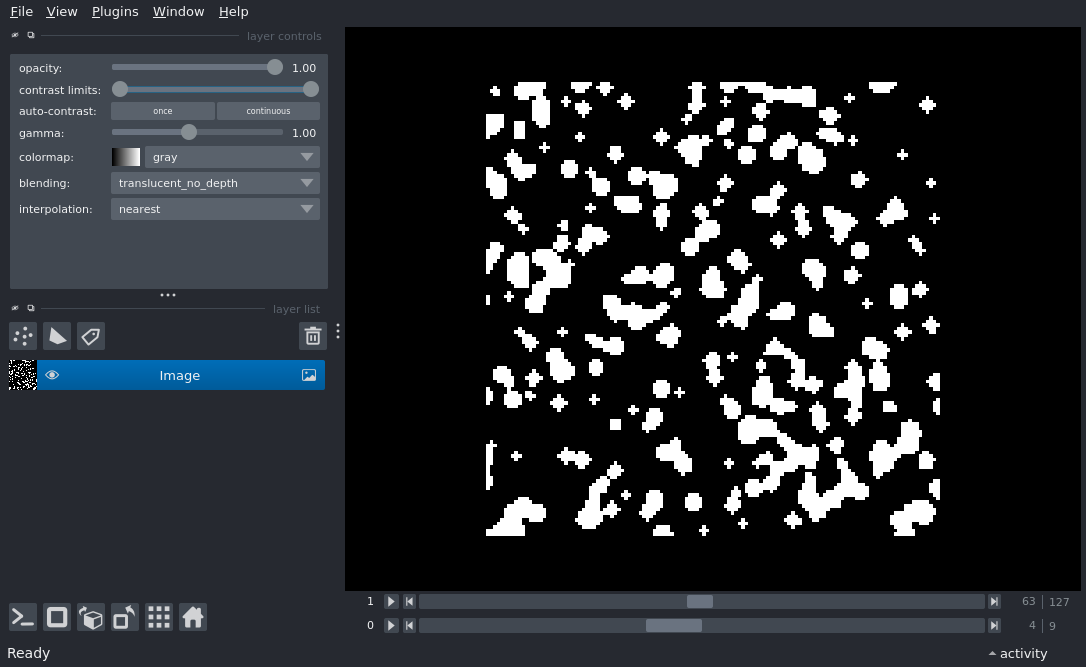 File View Plugins Window Help
layer controls
opacity: 1.00
contrast limits:
auto-contrast: once continuous
gamma: 1.00
colormap: gray
blending: translucent_no_depth
interpolation: nearest
layer list
Image
1 63 127
0 4 9
Ready activity